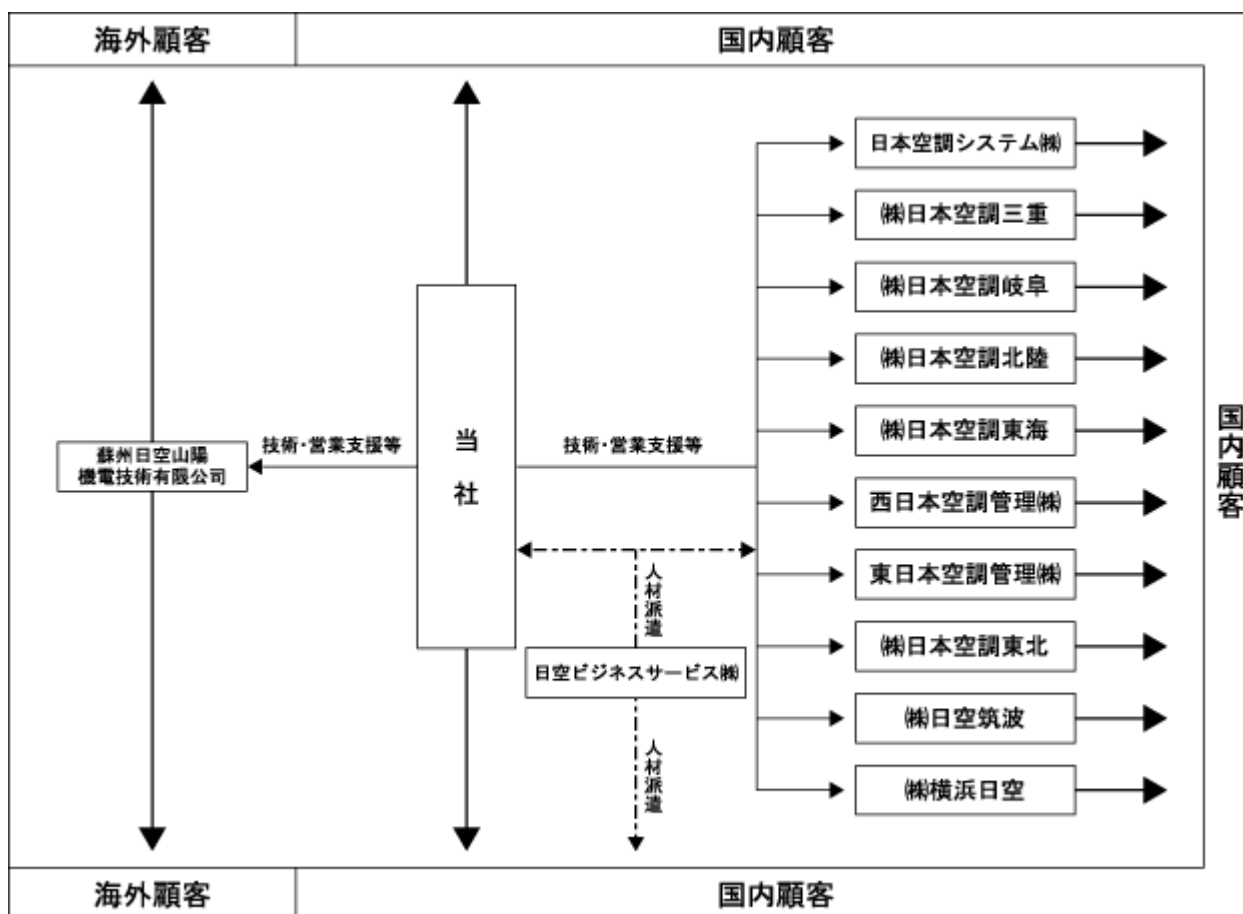 海外顧客
国内顧客
日本空調システム㈱
㈱日本空調三重
㈱日本空調岐阜
㈱日本空調北陸
㈱日本空調東海
西日本空調管理㈱
東日本空調管理㈱
㈱日本空調東北
㈱日空筑波
㈱横浜日空
国内顧客
蘇州日空山陽
機電技術有限公司
技術・営業支援等
当社
技術・営業支援等
人材派遣
日空ビジネスサービス㈱
人材派遣
海外顧客
国内顧客